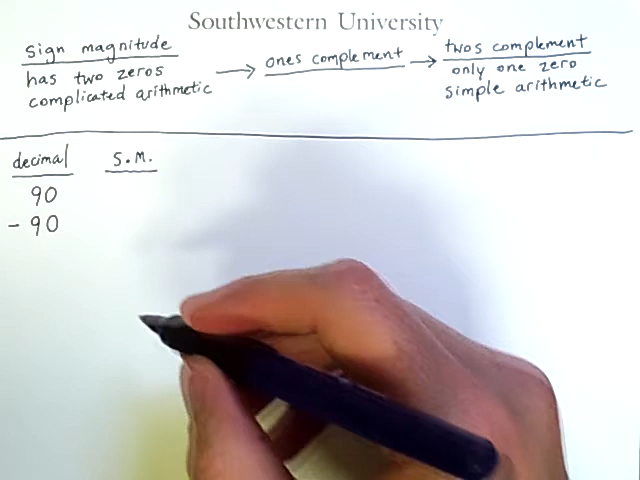 Southwestern University
sign magnitude
has two zeros
complicated arithmetic
ones complement
twos complement
only one zero
simple arithmetic
decimal
S.M.
90
- 90